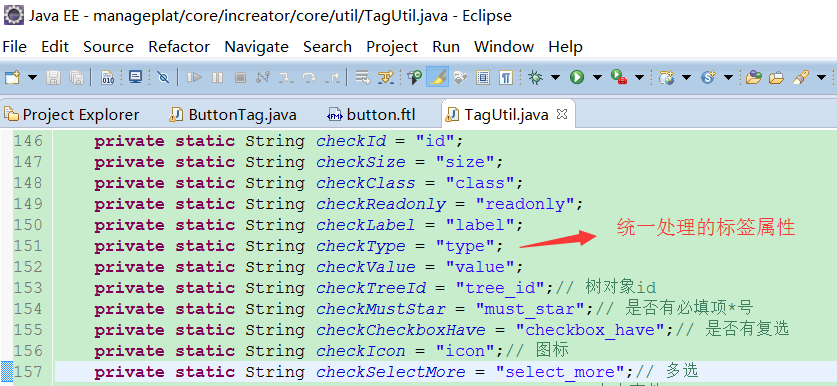 Java EE - manageplat/core/increator/core/util/TagUtil.java - Eclipse
File Edit Source Refactor Navigate Search Project Run Window Help
Project Explorer ButtonTag.java button.ftl TagUtil.java
146 private static String checkId = "id";
147 private static String checkSize = "size";
148 private static String checkClass = "class";
149 private static String checkReadonly = "readonly";
150 private static String checkLabel = "label";
151 private static String checkType = "type"; 统一处理的标签属性
152 private static String checkValue = "value";
153 private static String checkTreeId = "tree_id";// 树对象id
154 private static String checkMustStar = "must_star";// 是否有必填项*号
155 private static String checkCheckboxHave = "checkbox_have";// 是否有复选
156 private static String checkIcon = "icon";// 图标
157 private static String checkSelectMore = "select_more";// 多选